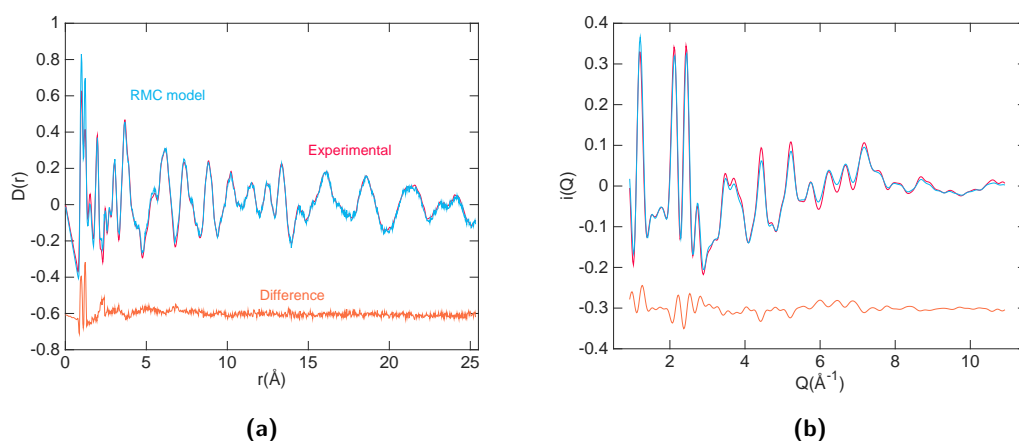 1
0.8
0.6
0.4
0.2
0
-0.2
-0.4
-0.6
-0.8
D(r)
RMC model
Experimental
Difference
0 5 10 15 20 25
r(Å)
(a)
0.4
0.3
0.2
0.1
0
-0.1
-0.2
-0.3
-0.4
i(Q)
2 4 6 8 10
Q(Å⁻¹)
(b)